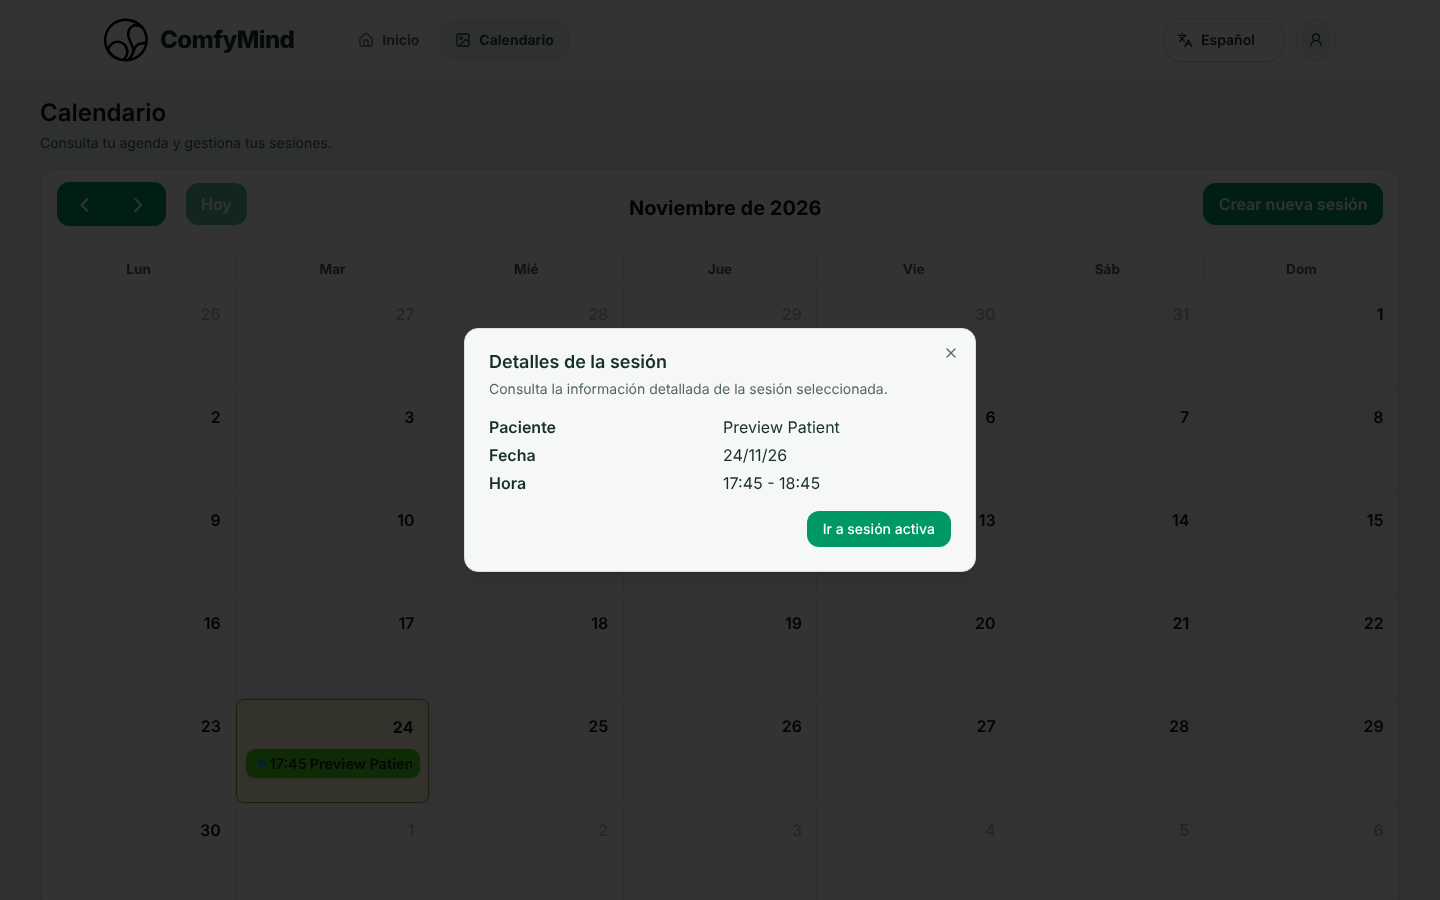 ComfyMind
Inicio
Calendario
Español
Calendario
Consulta tu agenda y gestiona tus sesiones.
Hoy
Noviembre de 2026
Crear nueva sesión
Lun Mar Mié Jue Vie Sáb Dom
26 27 28 29 30 31 1
Detalles de la sesión
Consulta la información detallada de la sesión seleccionada.
Paciente Preview Patient
Fecha 24/11/26
Hora 17:45 - 18:45
Ir a sesión activa
2 3 6 7 8
9 10 13 14 15
16 17 18 19 20 21 22
23 24 25 26 27 28 29
17:45 Preview Patien
30 1 2 3 4 5 6